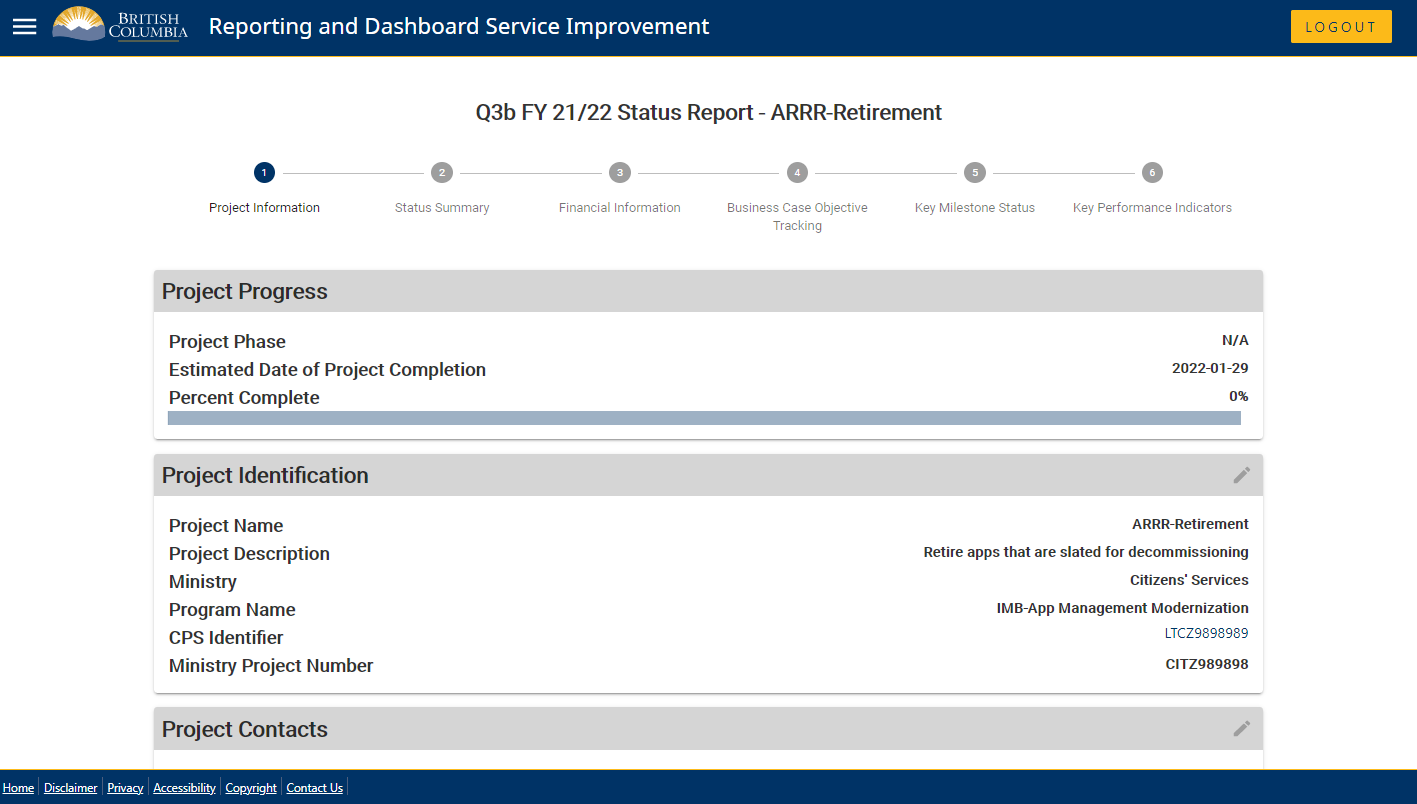 BRITISH
COLUMBIA
Reporting and Dashboard Service Improvement
LOGOUT
Q3b FY 21/22 Status Report - ARRR-Retirement
1
2
3
4
5
6
Project Information
Status Summary
Financial Information
Business Case Objective
Tracking
Key Milestone Status
Key Performance Indicators
Project Progress
Project Phase N/A
Estimated Date of Project Completion 2022-01-29
Percent Complete 0%
Project Identification
Project Name ARRR-Retirement
Project Description Retire apps that are slated for decommissioning
Ministry Citizens' Services
Program Name IMB-App Management Modernization
CPS Identifier LTCZ9898989
Ministry Project Number CITZ989898
Project Contacts
Home Disclaimer Privacy Accessibility Copyright Contact Us